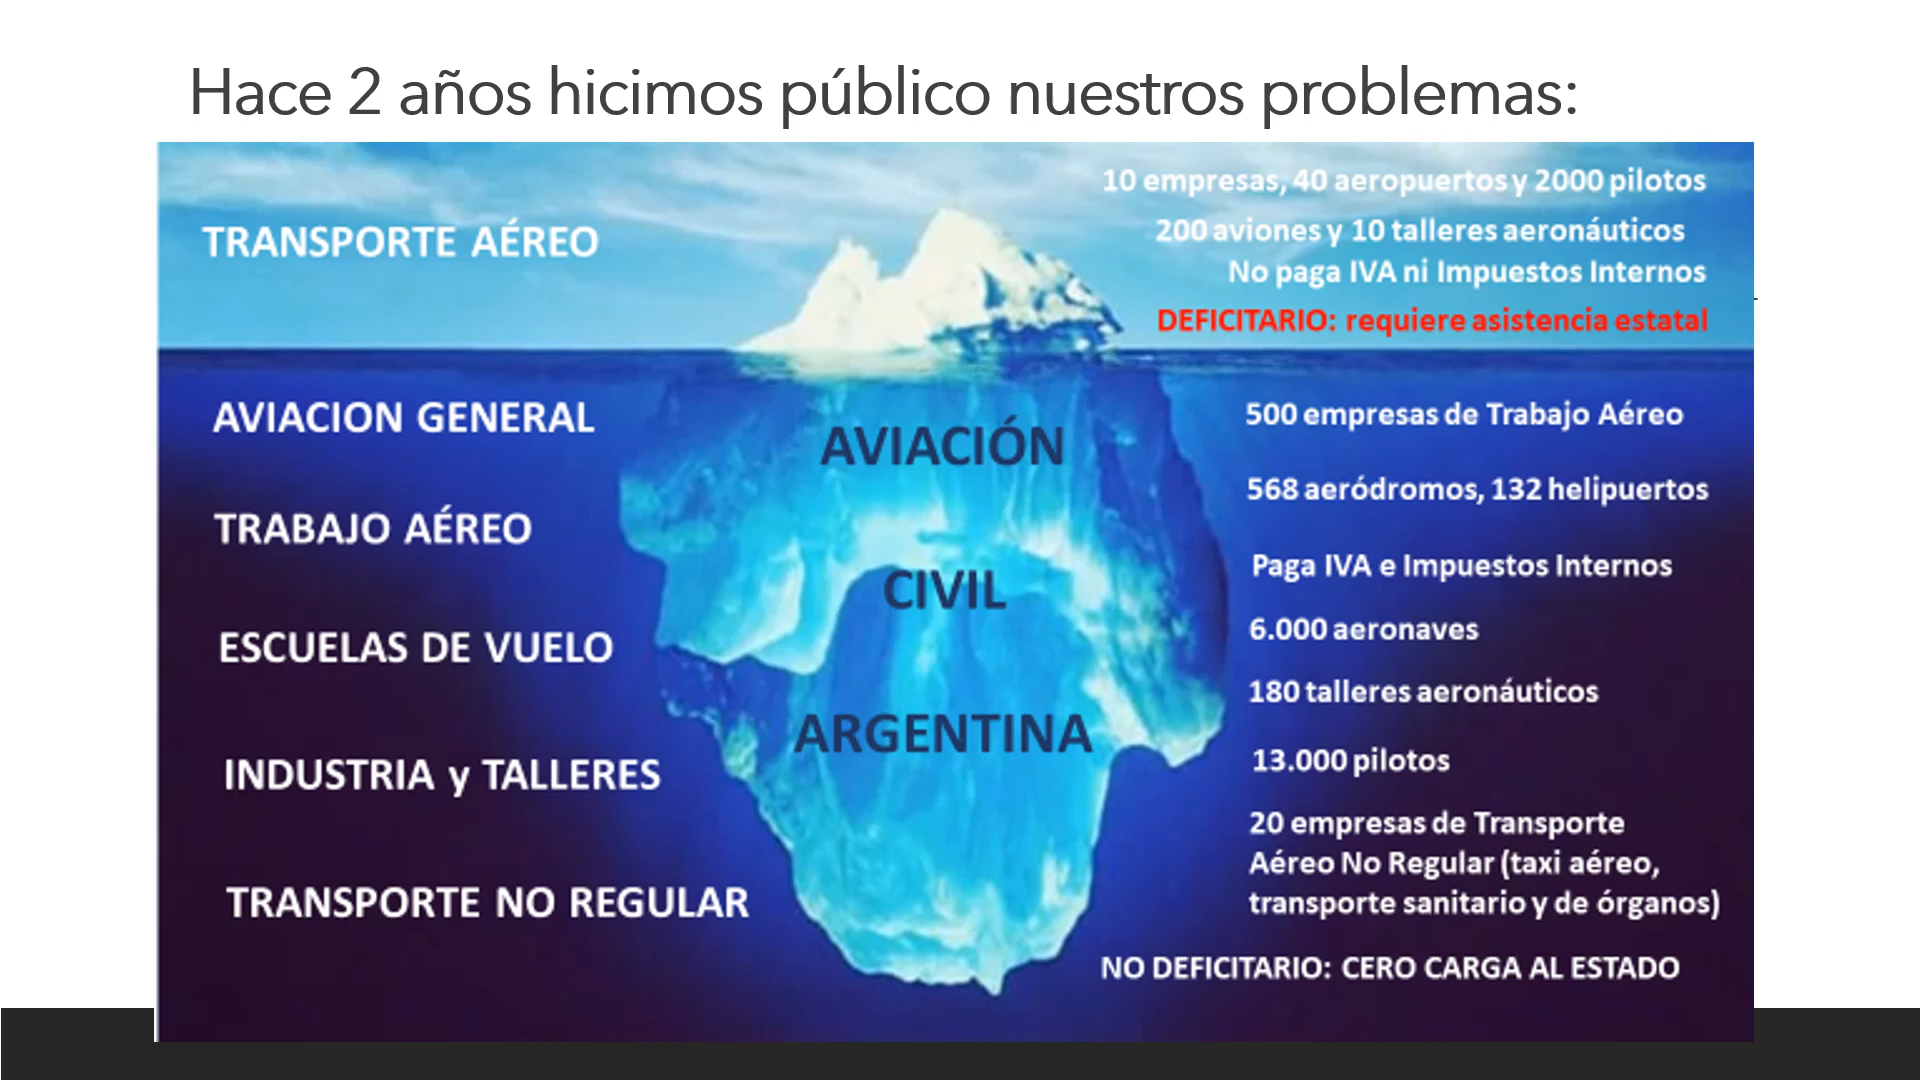 Hace 2 años hicimos público nuestros problemas:
TRANSPORTE AÉREO
10 empresas, 40 aeropuertos y 2000 pilotos
200 aviones y 10 talleres aeronáuticos
No paga IVA ni Impuestos Internos
DEFICITARIO: requiere asistencia estatal
AVIACION GENERAL
TRABAJO AÉREO
ESCUELAS DE VUELO
INDUSTRIA y TALLERES
TRANSPORTE NO REGULAR
AVIACIÓN
CIVIL
ARGENTINA
500 empresas de Trabajo Aéreo
568 aeródromos, 132 helipuertos
Paga IVA e Impuestos Internos
6.000 aeronaves
180 talleres aeronáuticos
13.000 pilotos
20 empresas de Transporte
Aéreo No Regular (taxi aéreo,
transporte sanitario y de órganos)
NO DEFICITARIO: CERO CARGA AL ESTADO